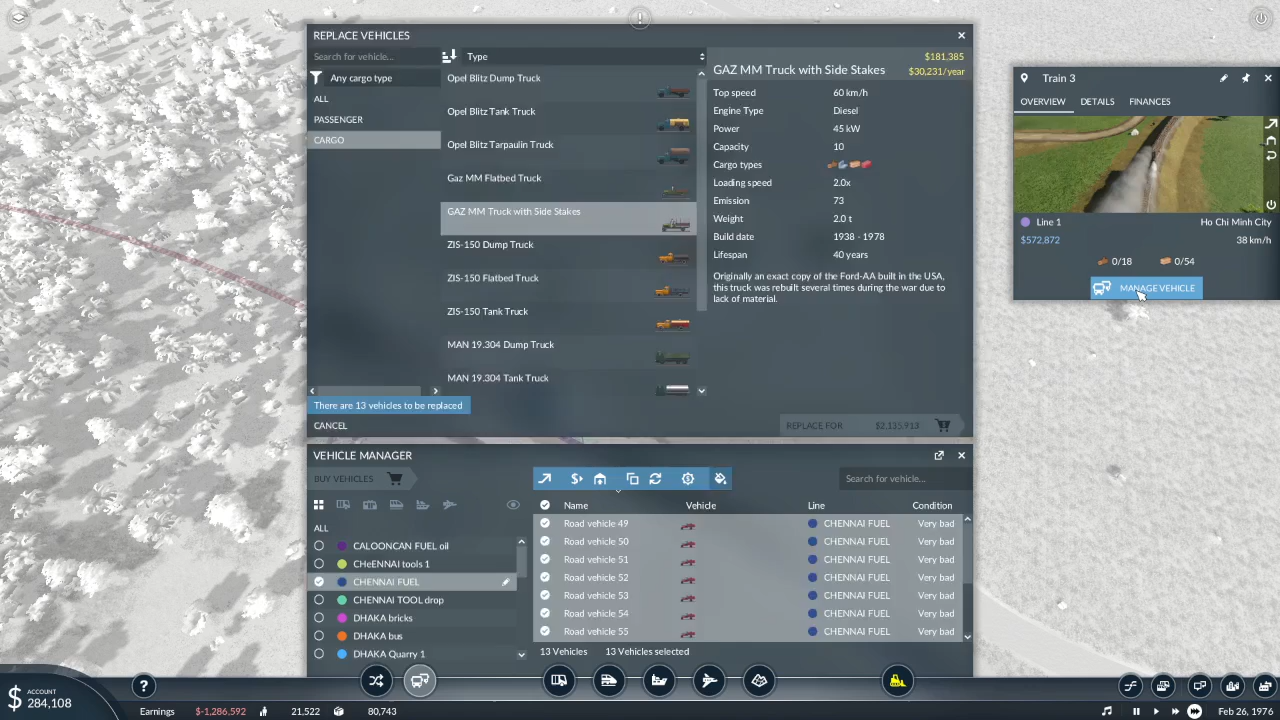 REPLACE VEHICLES
Search for vehicle...
Type
$181,385
GAZ MM Truck with Side Stakes
$30,231/year
Any cargo type
ALL
PASSENGER
CARGO
Opel Blitz Dump Truck
Opel Blitz Tank Truck
Opel Blitz Tarpaulin Truck
Gaz MM Flatbed Truck
GAZ MM Truck with Side Stakes
ZIS-150 Dump Truck
ZIS-150 Flatbed Truck
ZIS-150 Tank Truck
MAN 19.304 Dump Truck
MAN 19.304 Tank Truck
Top speed 60 km/h
Engine Type Diesel
Power 45 kW
Capacity 10
Cargo types
Loading speed 2.0x
Emission 73
Weight 2.0 t
Build date 1938 - 1978
Lifespan 40 years
Originally an exact copy of the Ford-AA built in the USA,
this truck was rebuilt several times during the war due to
lack of material.
There are 13 vehicles to be replaced
CANCEL
REPLACE FOR $2,135,913
Train 3
OVERVIEW DETAILS FINANCES
Line 1 Ho Chi Minh City
$572,872 38 km/h
0/18 0/54
MANAGE VEHICLE
VEHICLE MANAGER
BUY VEHICLES
Search for vehicle...
ALL
CALOONCAN FUEL oil
CHeENNAI tools 1
CHENNAI FUEL
CHENNAI TOOL drop
DHAKA bricks
DHAKA bus
DHAKA Quarry 1
Name Vehicle Line Condition
Road vehicle 49 CHENNAI FUEL Very bad
Road vehicle 50 CHENNAI FUEL Very bad
Road vehicle 51 CHENNAI FUEL Very bad
Road vehicle 52 CHENNAI FUEL Very bad
Road vehicle 53 CHENNAI FUEL Very bad
Road vehicle 54 CHENNAI FUEL Very bad
Road vehicle 55 CHENNAI FUEL Very bad
13 Vehicles 13 Vehicles selected
$ ACCOUNT
284,108
?
Earnings $-1,286,592 21,522 80,743
Feb 26, 1976